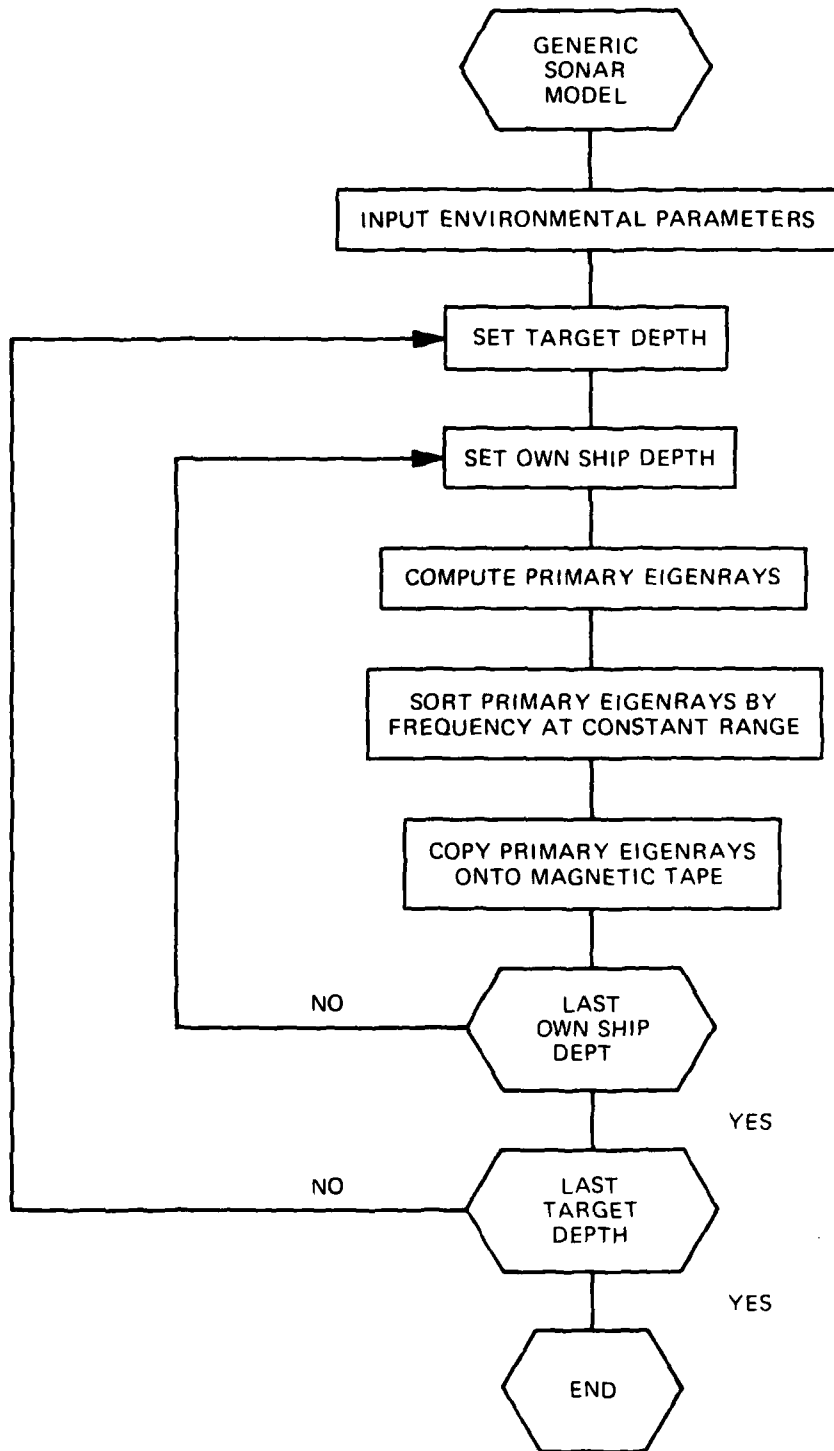 GENERIC
SONAR
MODEL
INPUT ENVIRONMENTAL PARAMETERS
SET TARGET DEPTH
SET OWN SHIP DEPTH
COMPUTE PRIMARY EIGENRAYS
SORT PRIMARY EIGENRAYS BY
FREQUENCY AT CONSTANT RANGE
COPY PRIMARY EIGENRAYS
ONTO MAGNETIC TAPE
NO
LAST
OWN SHIP
DEPT
YES
NO
LAST
TARGET
DEPTH
YES
END